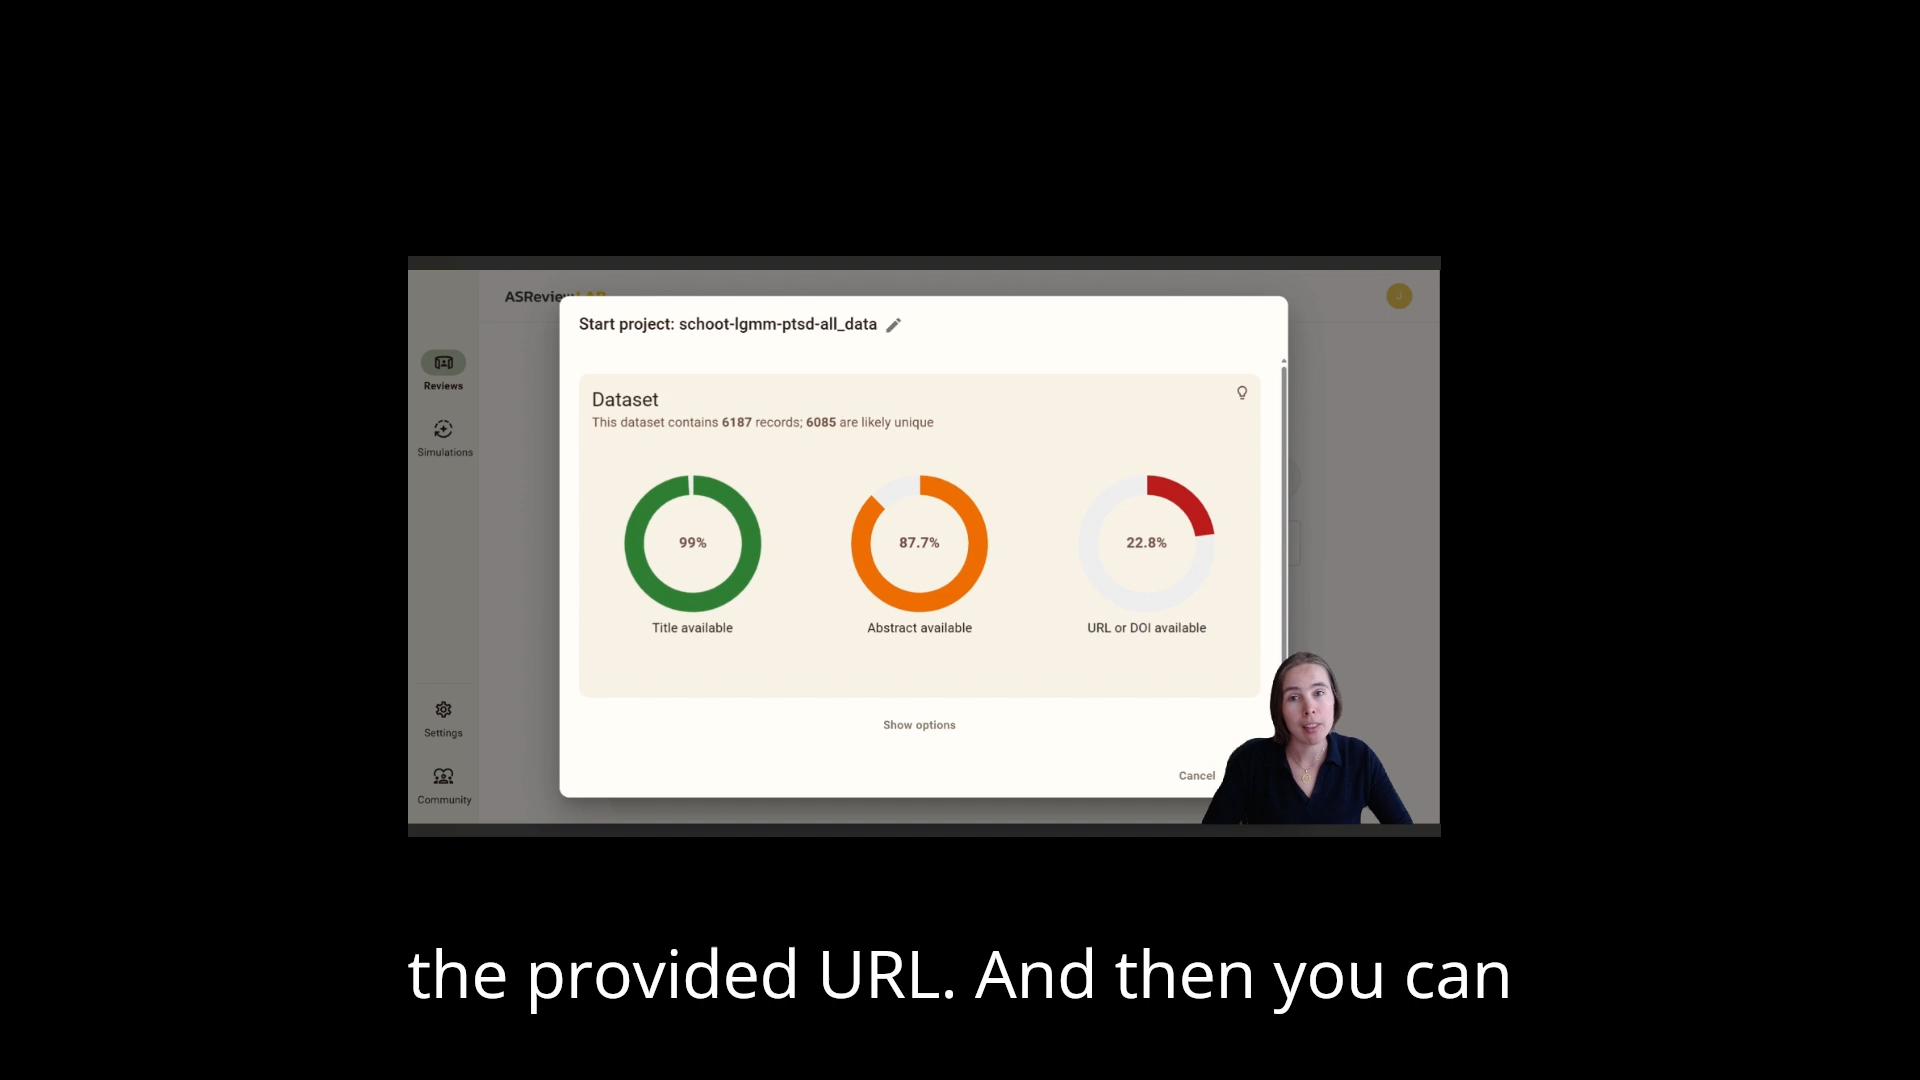 ASReview
Start project: schoot-lgmm-ptsd-all_data
Reviews
Simulations
Settings
Community
Dataset
This dataset contains 6187 records; 6085 are likely unique
99%
87.7%
22.8%
Title available
Abstract available
URL or DOI available
Show options
Cancel
the provided URL. And then you can